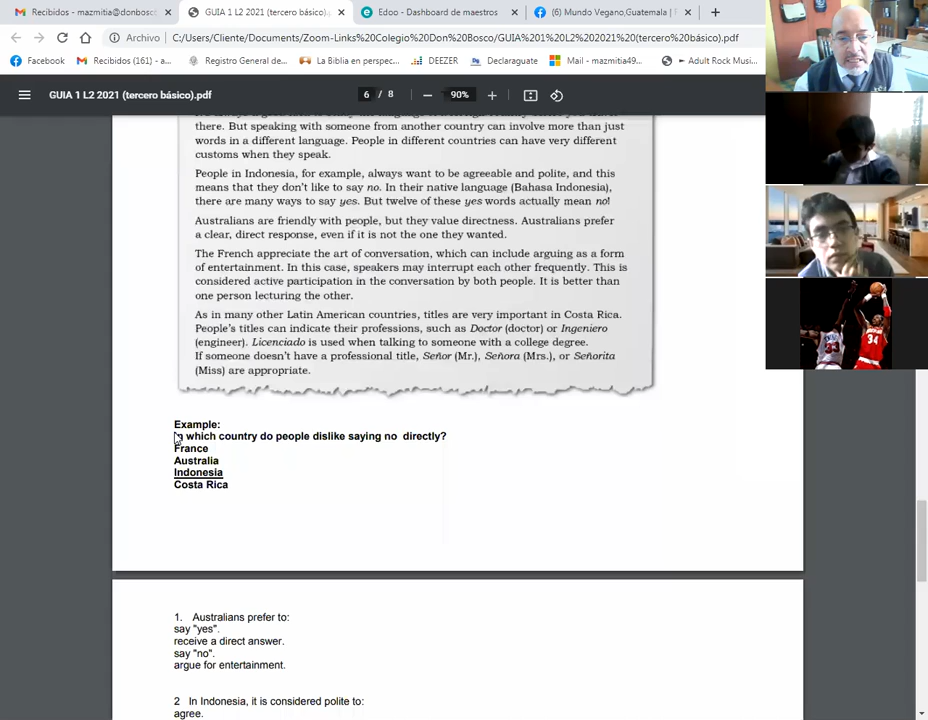 Recibidos - azmitia@donbosc
GUIA 1 L2 2021 (tercero básico).
Edoo - Dashboard de maestros
(6) Mundo Vegano,Guatemala | F
Archivo
C:/Users/Cliente/Documents/Zoom-Links%20Colegio%20Don%20Bosco/GUIA%201%20L2%202021%20(tercero%20básico).pdf
Facebook
Recibidos (161) - a...
Registro General de...
La Biblia en perspec...
DEEZER
Declaraguate
Mail - mazmitia49...
Adult Rock Musi...
GUIA 1 L2 2021 (tercero básico).pdf
6 / 8
90%
there. But speaking with someone from another country can involve more than just
words in a different language. People in different countries can have very different
customs when they speak.
People in Indonesia, for example, always want to be agreeable and polite, and this
means that they don't like to say no. In their native language (Bahasa Indonesia),
there are many ways to say yes. But twelve of these yes words actually mean no!
Australians are friendly with people, but they value directness. Australians prefer
a clear, direct response, even if it is not the one they wanted.
The French appreciate the art of conversation, which can include arguing as a form
of entertainment. In this case, speakers may interrupt each other frequently. This is
considered active participation in the conversation by both people. It is better than
one person lecturing the other.
As in many other Latin American countries, titles are very important in Costa Rica.
People's titles can indicate their professions, such as Doctor (doctor) or Ingeniero
(engineer). Licenciado is used when talking to someone with a college degree.
If someone doesn't have a professional title, Señor (Mr.), Señora (Mrs.), or Señorita
(Miss) are appropriate.
Example:
In which country do people dislike saying no directly?
France
Australia
Indonesia
Costa Rica
1. Australians prefer to:
say "yes".
receive a direct answer.
say "no".
argue for entertainment.
2 In Indonesia, it is considered polite to:
agree.
33
34